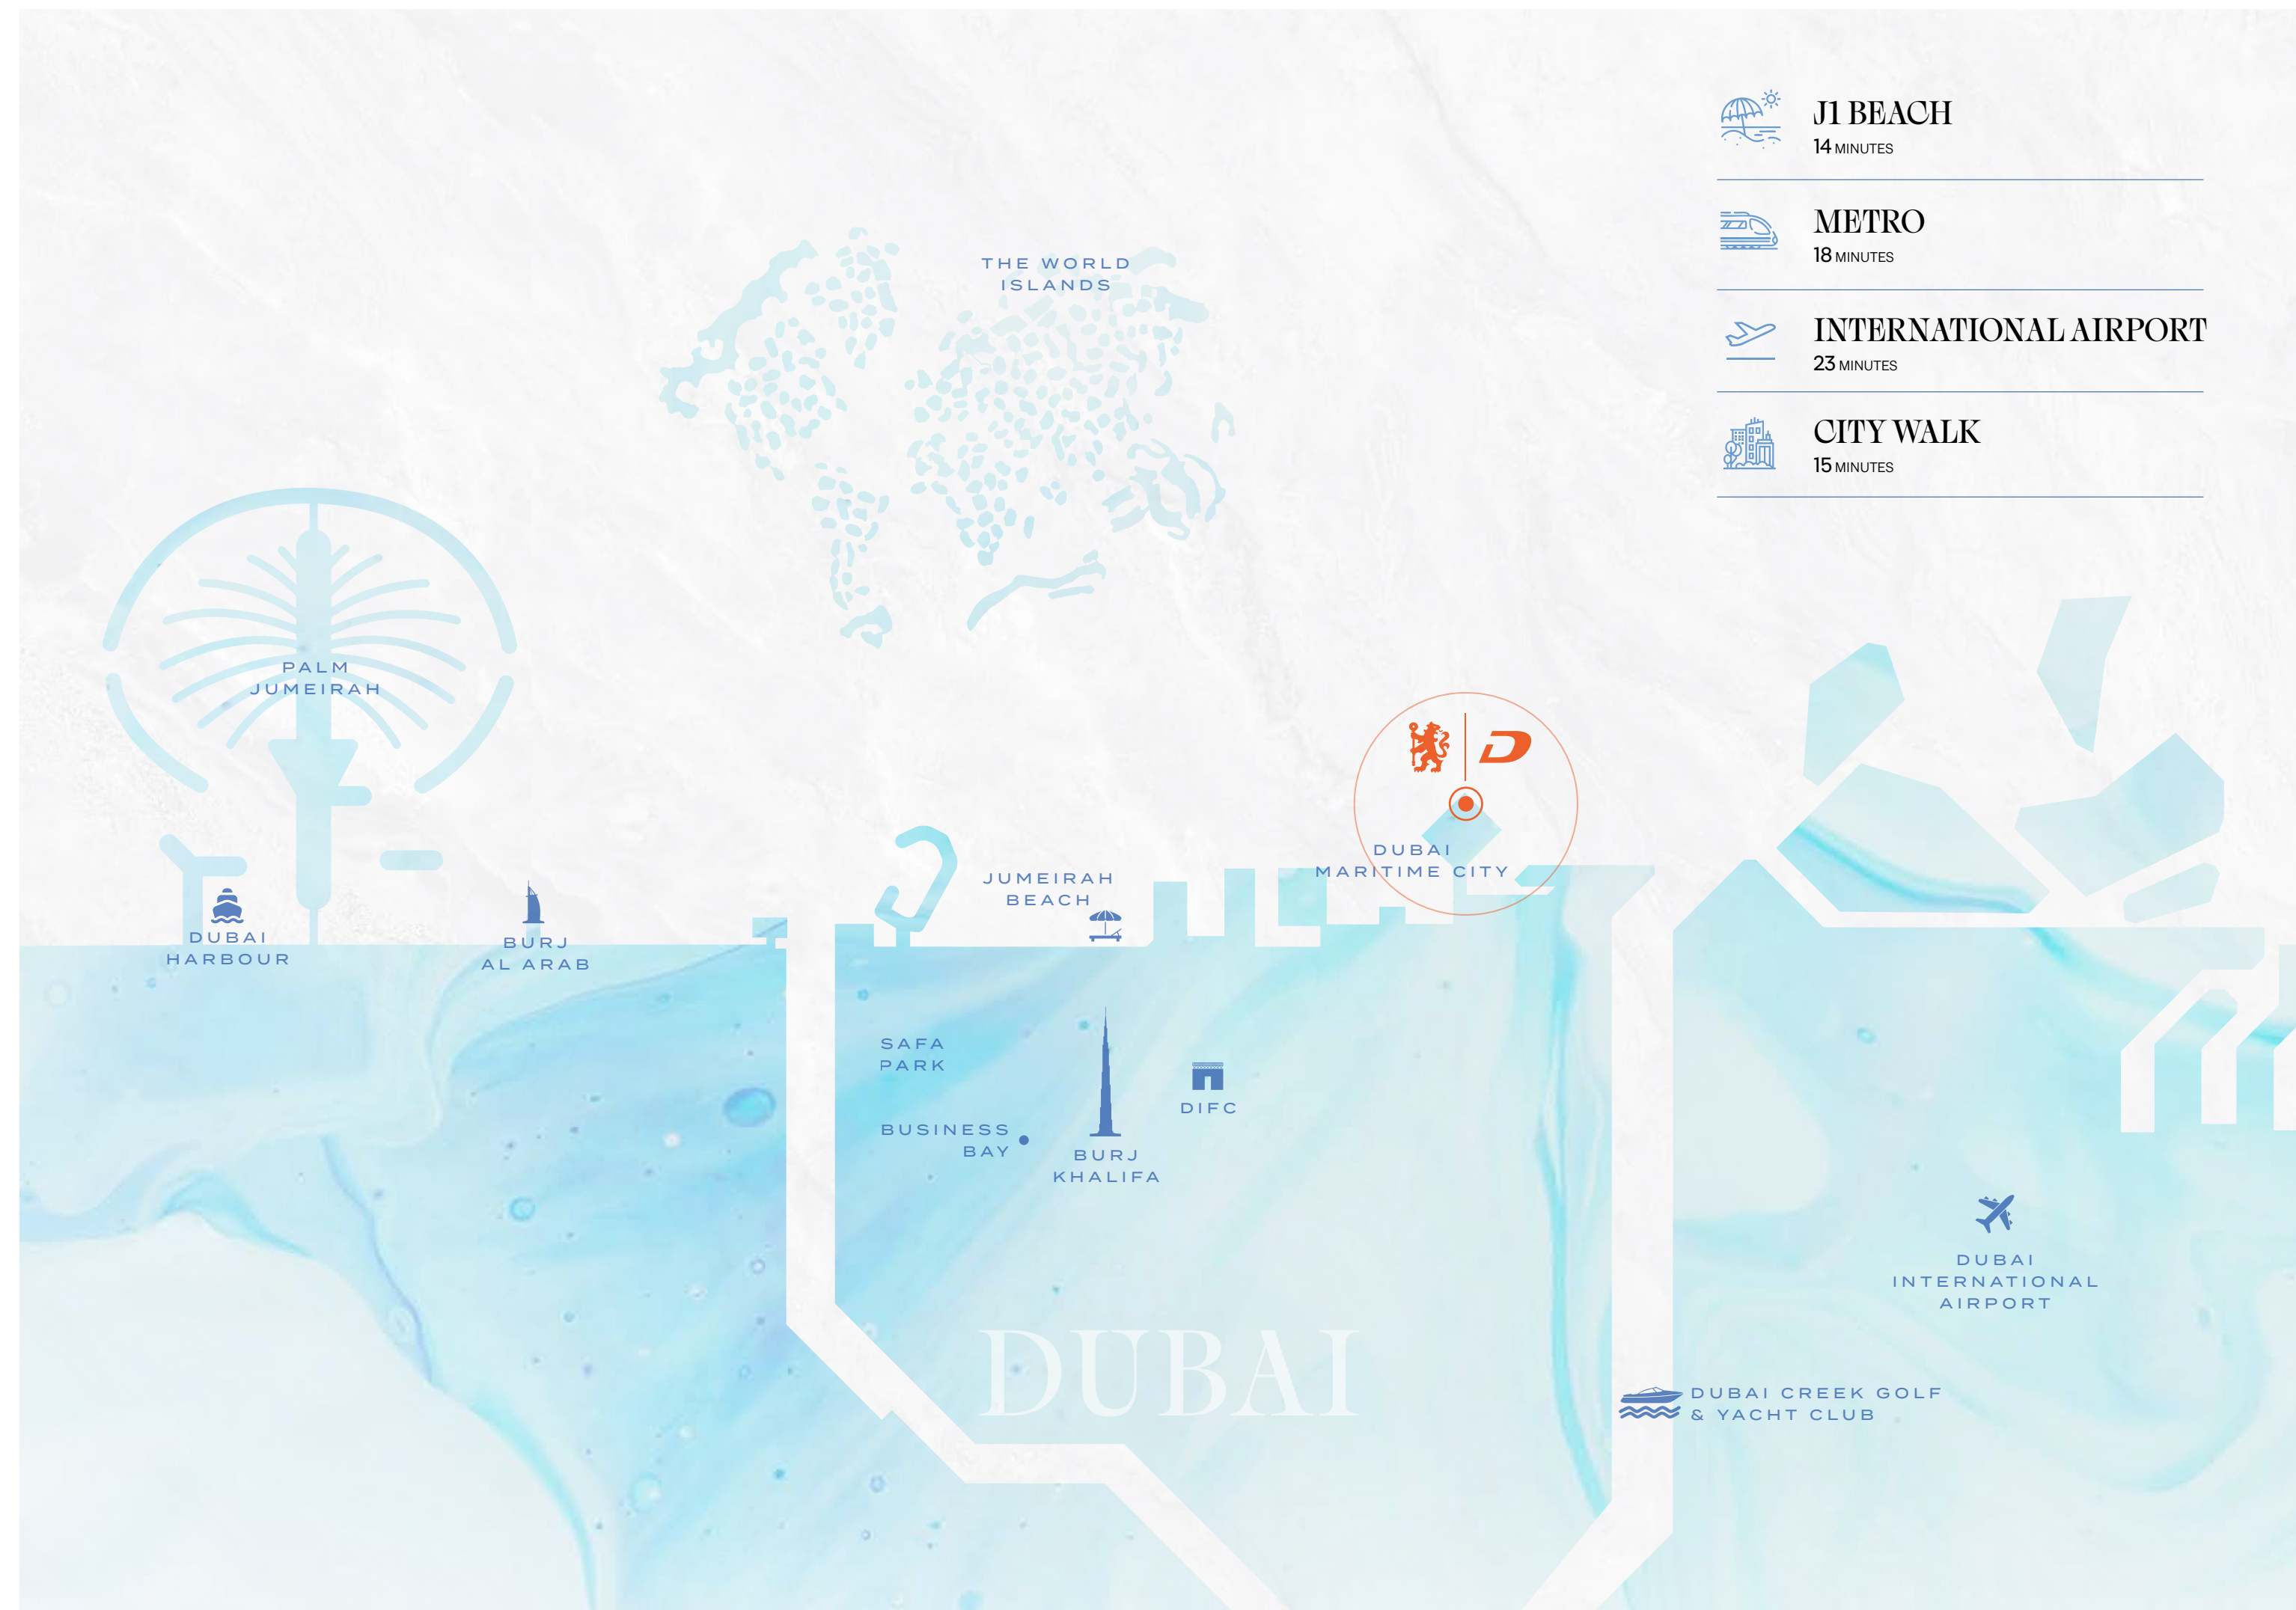 J1 BEACH
14 MINUTES
METRO
18 MINUTES
INTERNATIONAL AIRPORT
23 MINUTES
CITY WALK
15 MINUTES
THE WORLD
ISLANDS
PALM
JUMEIRAH
DUBAI
MARITIME CITY
JUMEIRAH
BEACH
DUBAI
HARBOUR
BURJ
AL ARAB
SAFA
PARK
BUSINESS
BAY
BURJ
KHALIFA
DIFC
DUBAI
INTERNATIONAL
AIRPORT
DUBAI
DUBAI CREEK GOLF
& YACHT CLUB